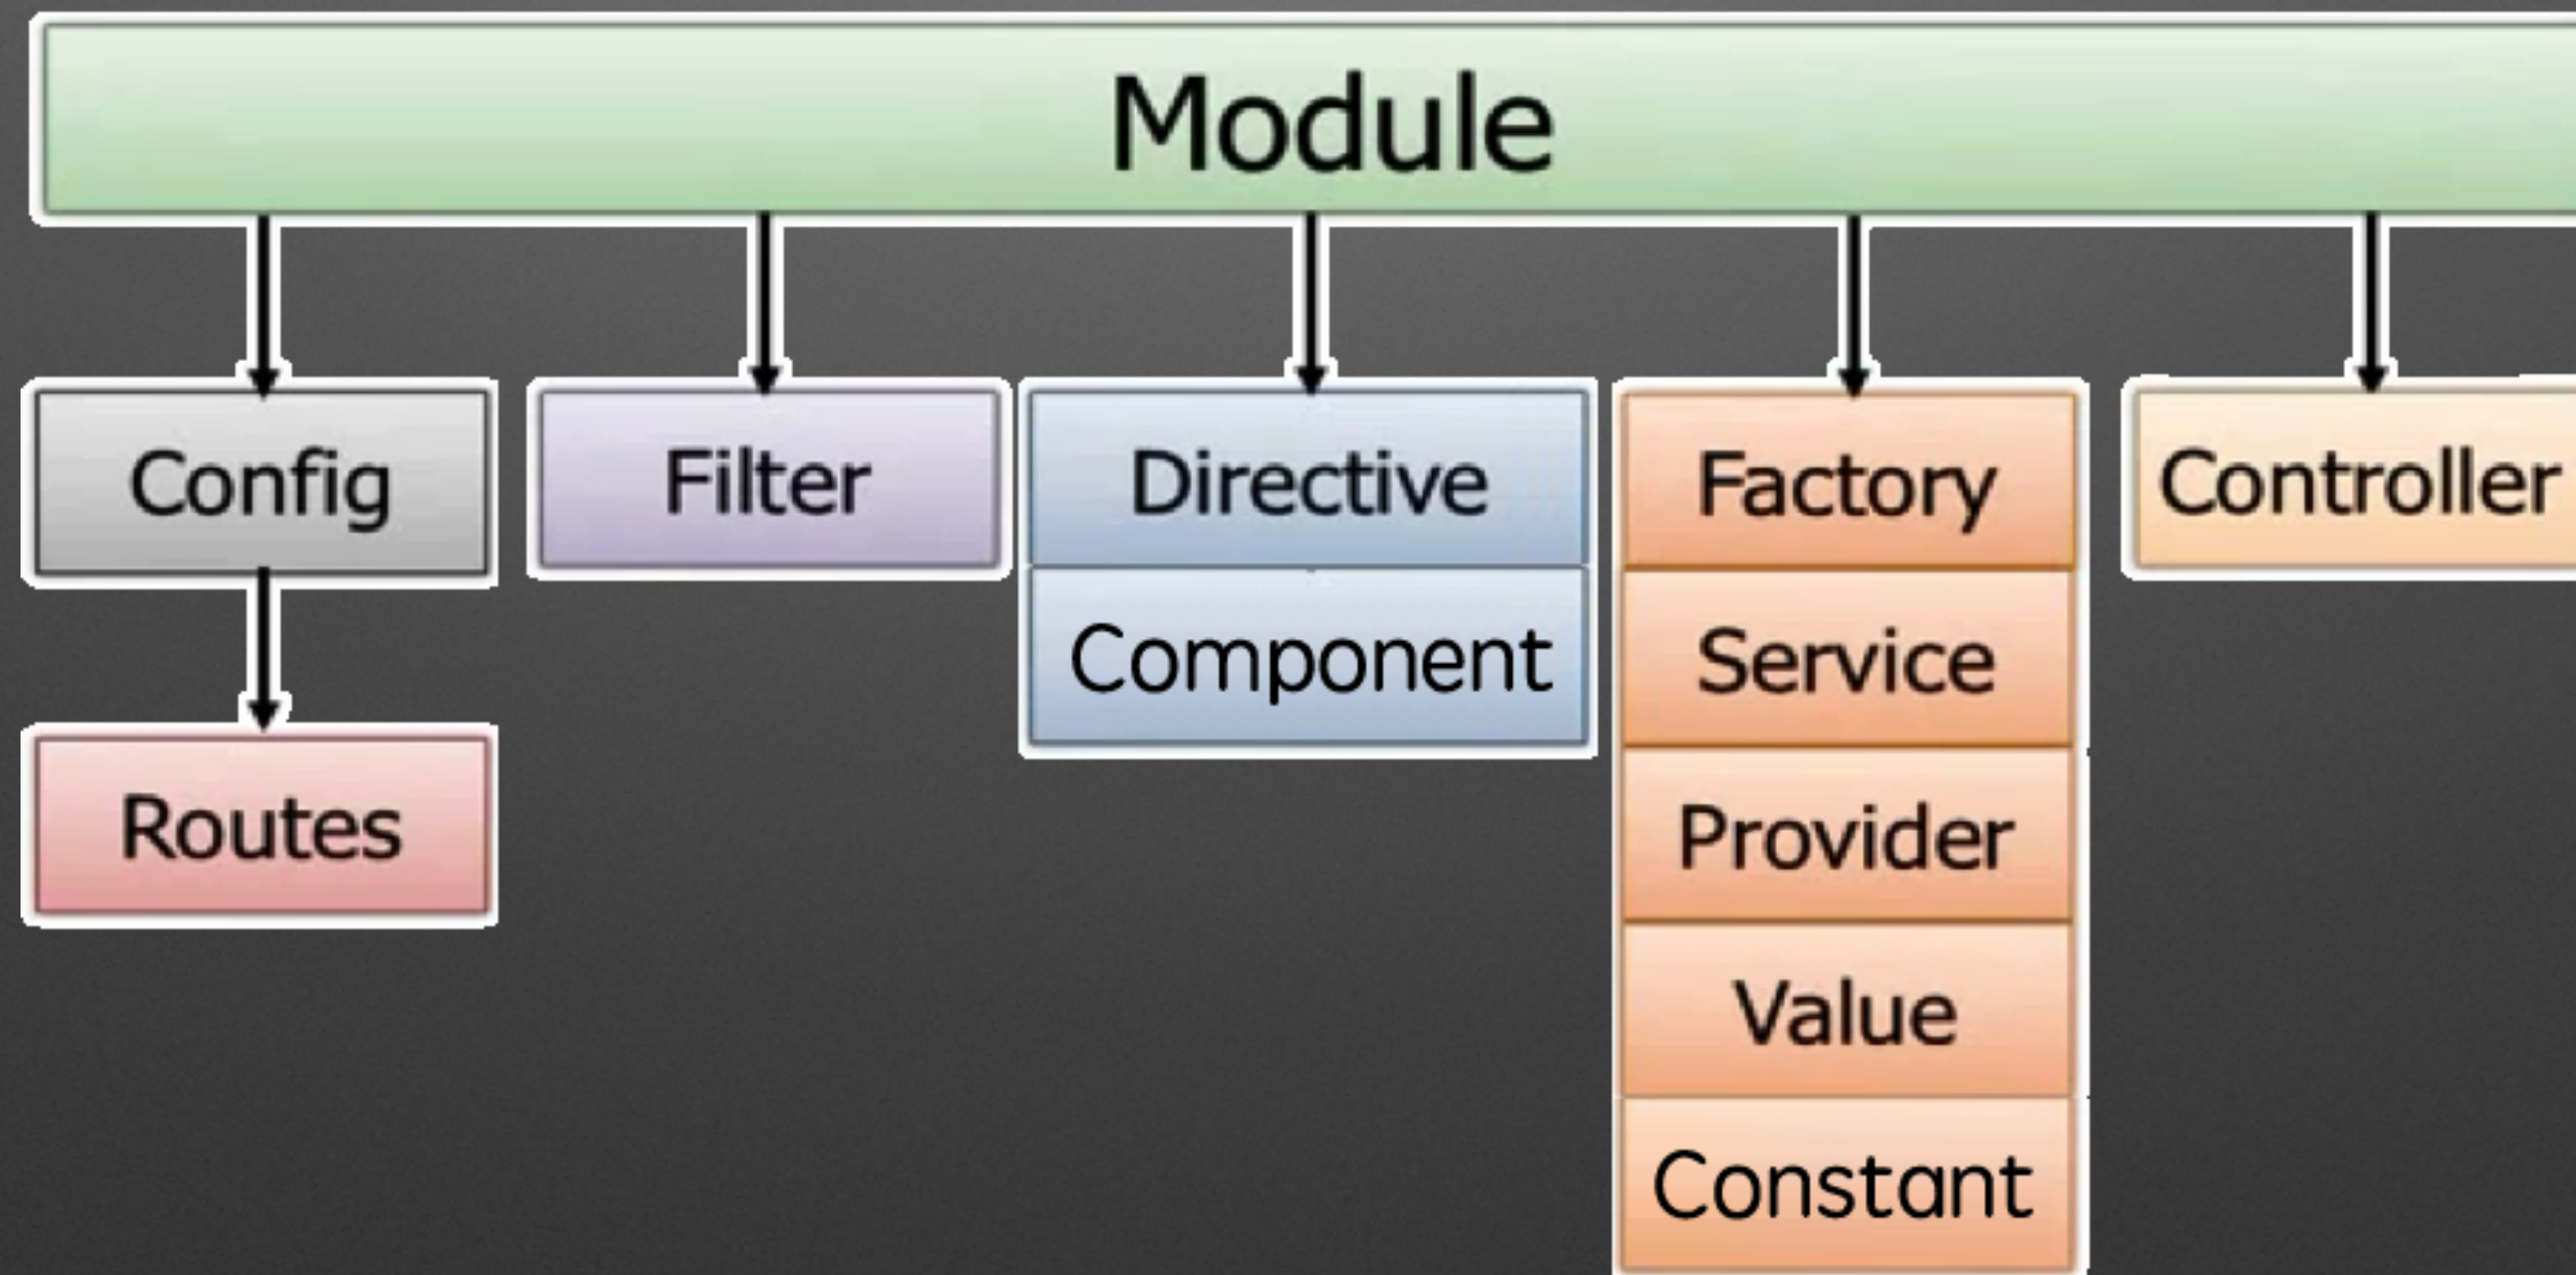 Module
Config
Filter
Directive
Factory
Controller
Component
Service
Routes
Provider
Value
Constant